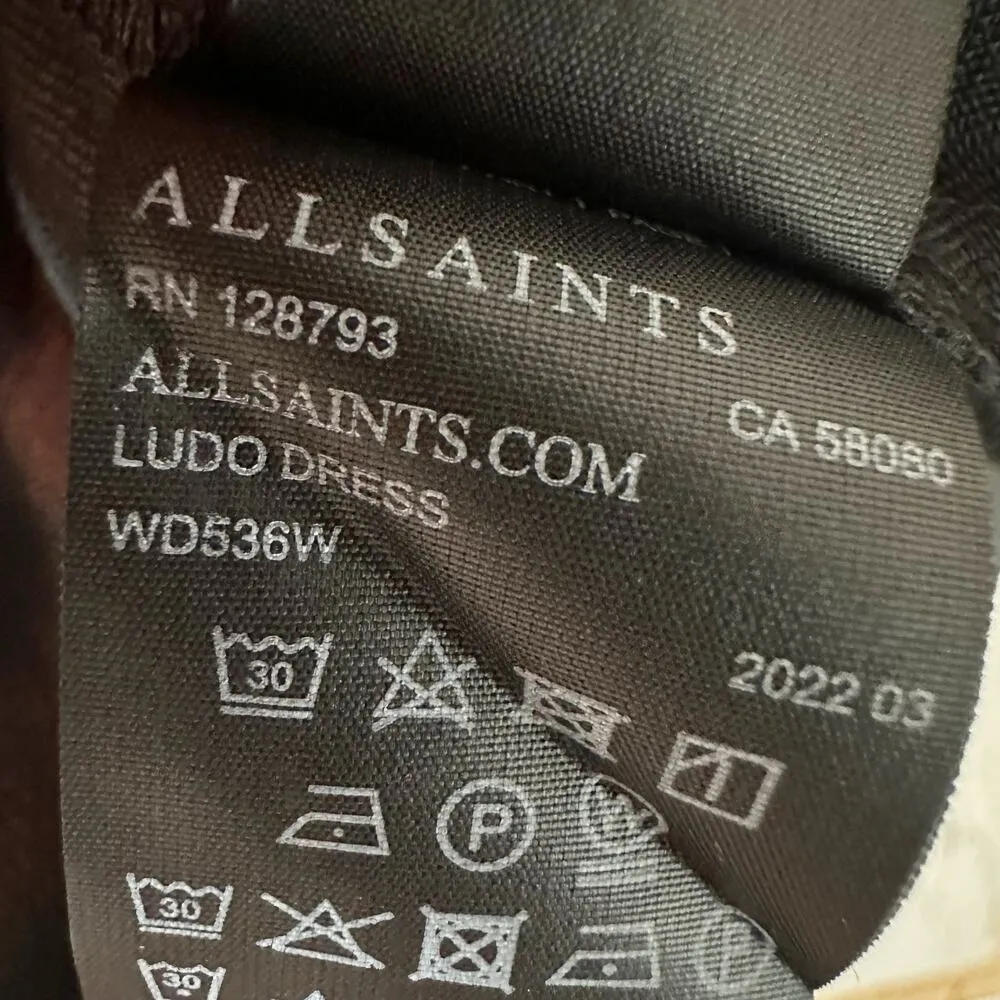 ALLSAINTS
RN 128793
CA 58080
ALLSAINTS.COM
LUDO DRESS
WD536W
2022 03
30
P
30
30